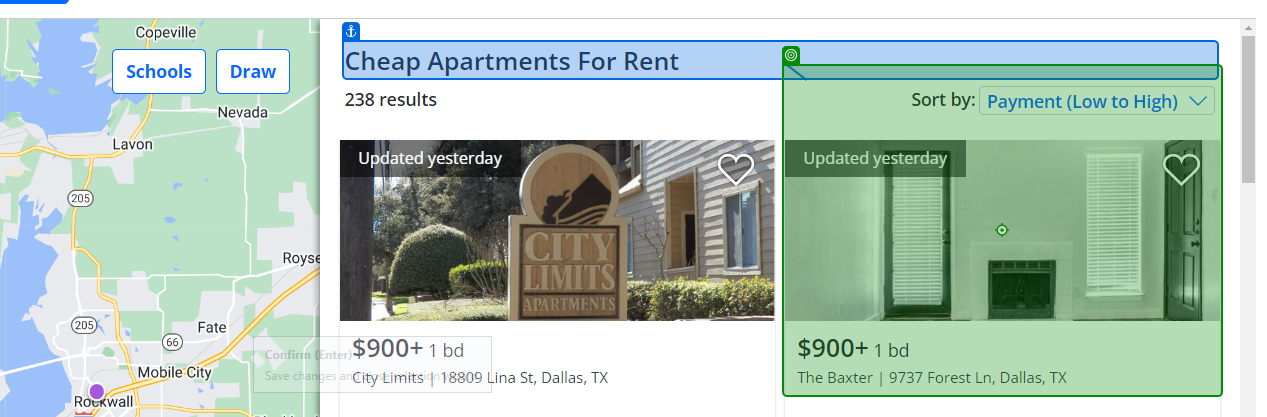 Copeville
Schools
Draw
Nevada
Lavon
205
Royse
205
Fate
66
Mobile City
Rockwall
Cheap Apartments For Rent
238 results
Sort by: Payment (Low to High)
Updated yesterday
CITY
LIMITS
APARTMENTS
$900+ 1 bd
City Limits | 18809 Lina St, Dallas, TX
Updated yesterday
$900+ 1 bd
The Baxter | 9737 Forest Ln, Dallas, TX
Confirm (Enter)
Save changes and